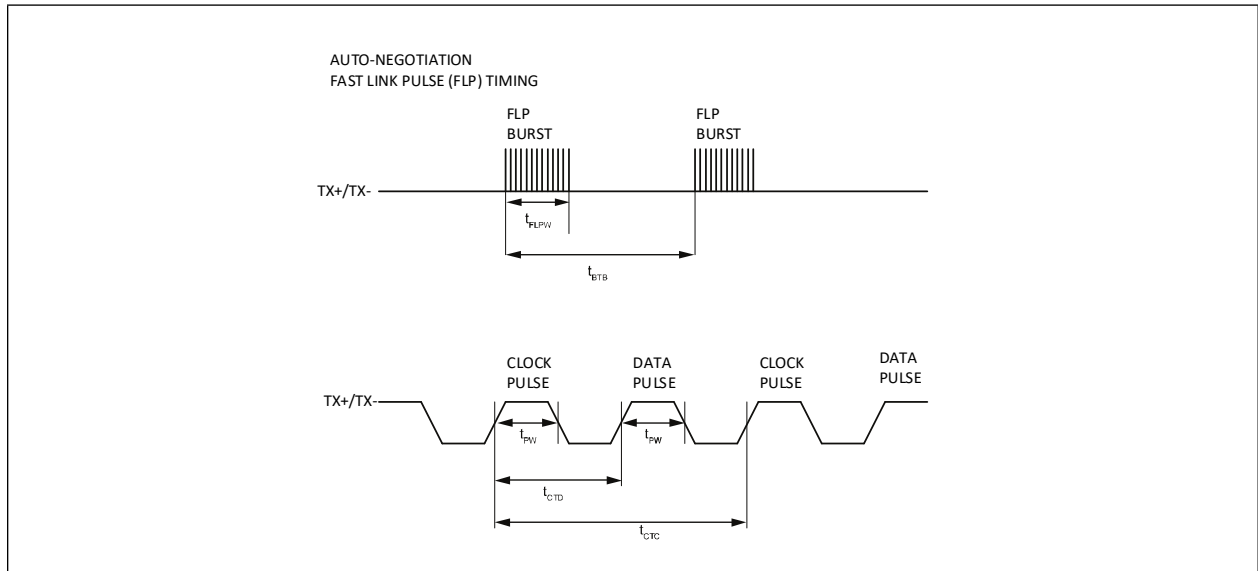 AUTO-NEGOTIATION
FAST LINK PULSE (FLP) TIMING
FLP
BURST
FLP
BURST
TX+/TX-
tFLPW
tBTB
CLOCK
PULSE
DATA
PULSE
CLOCK
PULSE
DATA
PULSE
TX+/TX-
tPW
tPW
tCTD
tCTC